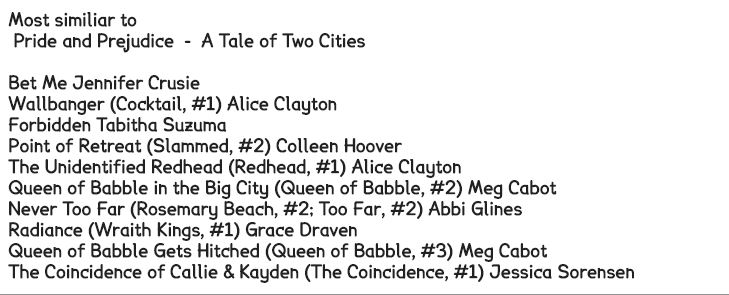 Most similiar to
Pride and Prejudice - A Tale of Two Cities
Bet Me Jennifer Crusie
Wallbanger (Cocktail, #1) Alice Clayton
Forbidden Tabitha Suzuma
Point of Retreat (Slammed, #2) Colleen Hoover
The Unidentified Redhead (Redhead, #1) Alice Clayton
Queen of Babble in the Big City (Queen of Babble, #2) Meg Cabot
Never Too Far (Rosemary Beach, #2; Too Far, #2) Abbi Glines
Radiance (Wraith Kings, #1) Grace Draven
Queen of Babble Gets Hitched (Queen of Babble, #3) Meg Cabot
The Coincidence of Callie & Kayden (The Coincidence, #1) Jessica Sorensen